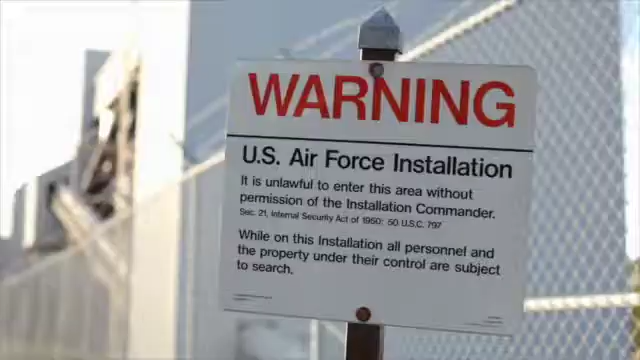 WARNING
U.S. Air Force Installation
It is unlawful to enter this area without
permission of the Installation Commander.
Sec. 21, Internal Security Act of 1950; 50 U.S.C. 797
While on this Installation all personnel and
the property under their control are subject
to search.